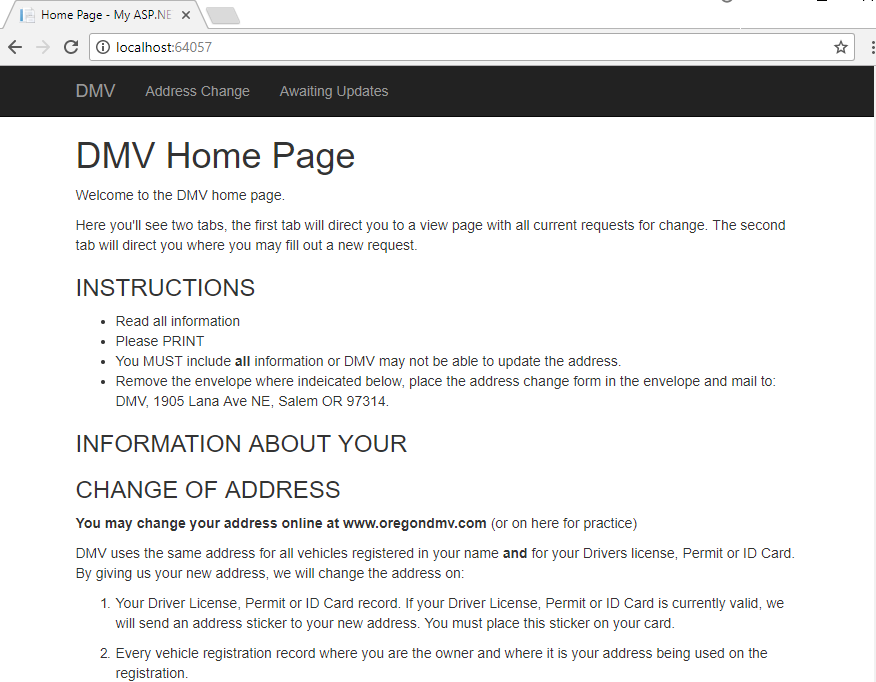 Home Page - My ASP.NE
localhost:64057
DMV Address Change Awaiting Updates
DMV Home Page
Welcome to the DMV home page.
Here you'll see two tabs, the first tab will direct you to a view page with all current requests for change. The second
tab will direct you where you may fill out a new request.
INSTRUCTIONS
• Read all information
• Please PRINT
• You MUST include all information or DMV may not be able to update the address.
• Remove the envelope where indeicated below, place the address change form in the envelope and mail to:
DMV, 1905 Lana Ave NE, Salem OR 97314.
INFORMATION ABOUT YOUR
CHANGE OF ADDRESS
You may change your address online at www.oregondmv.com (or on here for practice)
DMV uses the same address for all vehicles registered in your name and for your Drivers license, Permit or ID Card.
By giving us your new address, we will change the address on:
1. Your Driver License, Permit or ID Card record. If your Driver License, Permit or ID Card is currently valid, we
will send an address sticker to your new address. You must place this sticker on your card.
2. Every vehicle registration record where you are the owner and where it is your address being used on the
registration.